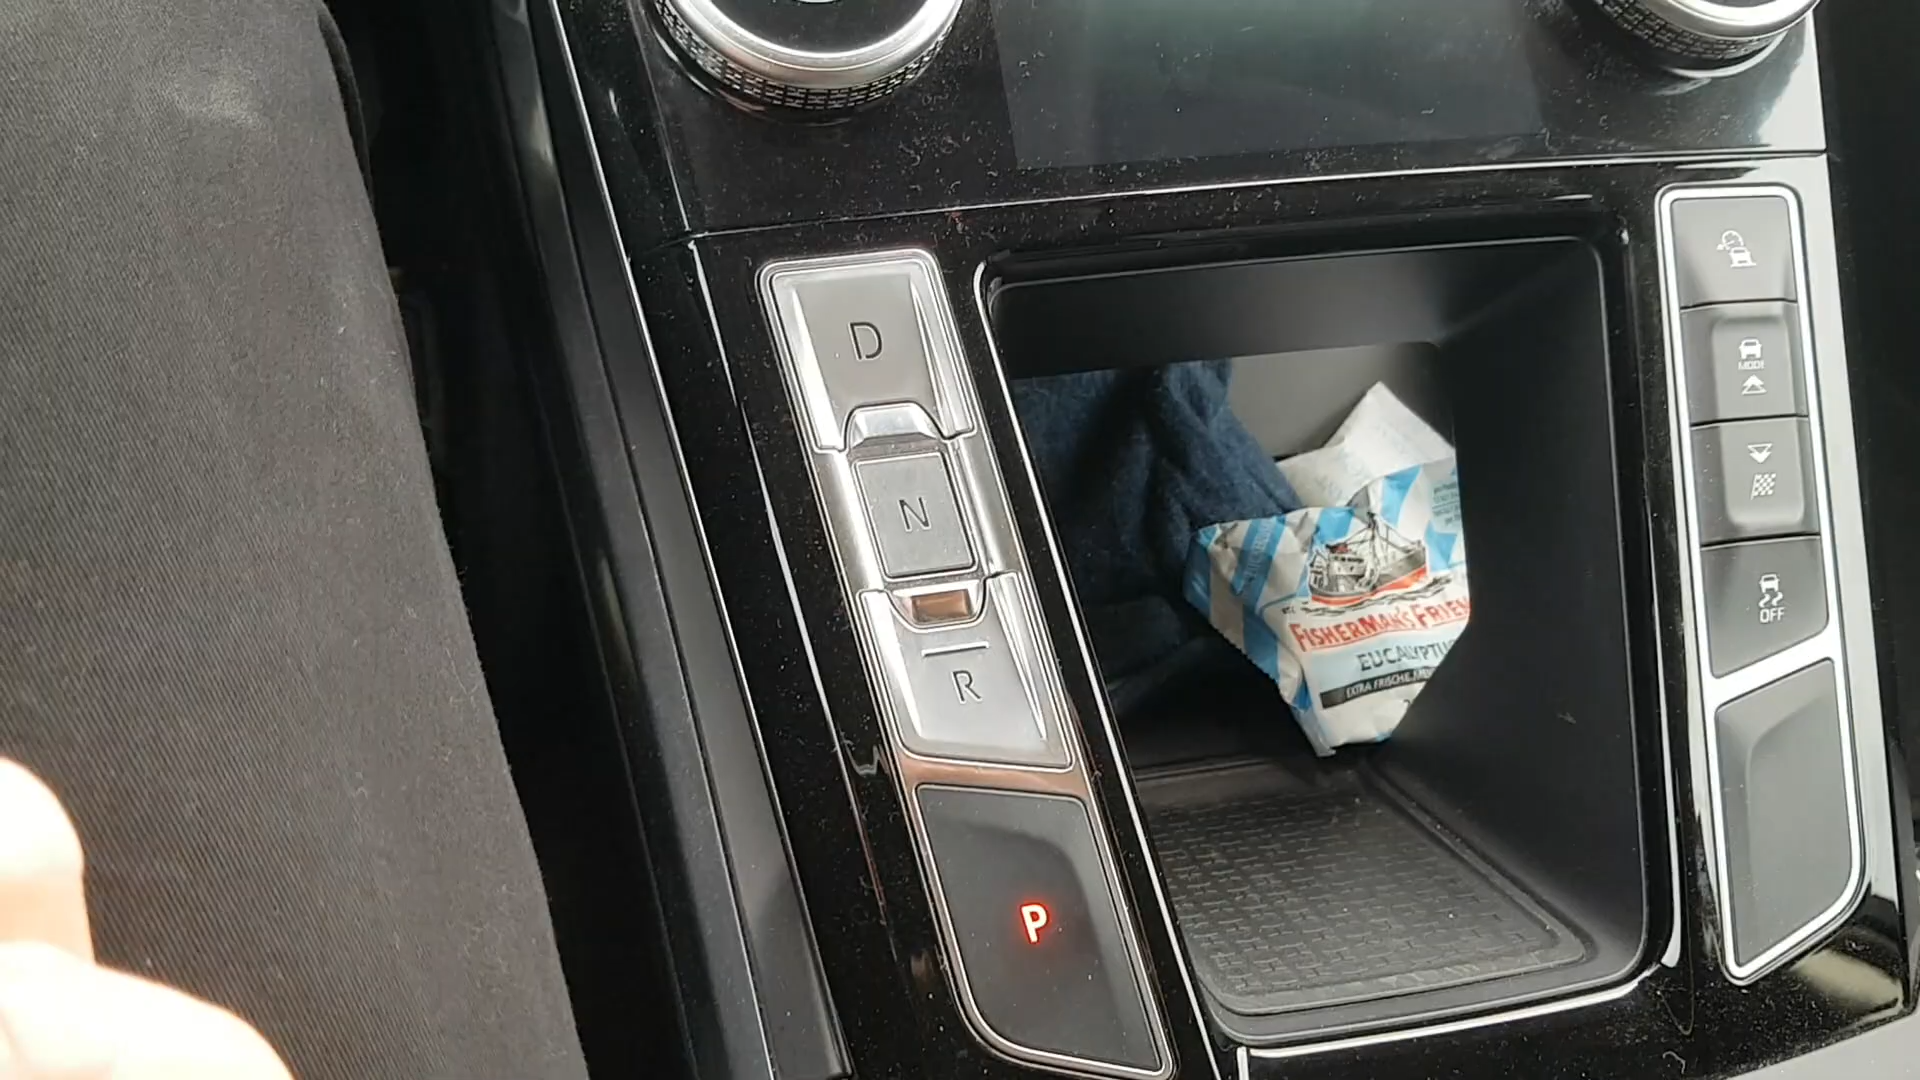 D
N
R
P
MODE
OFF
FISHERMAN'S FRIEN
EUCALYPTU
EXTRA FRISCHE